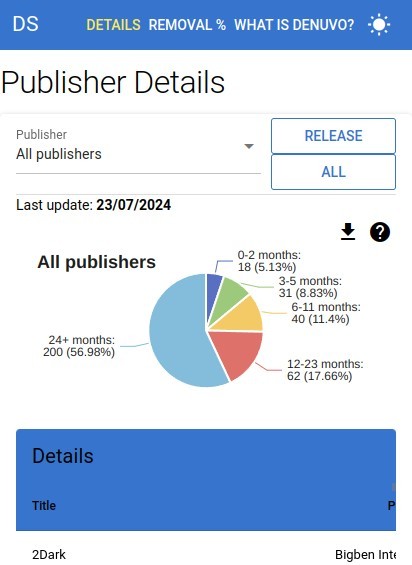 DS DETAILS REMOVAL % WHAT IS DENUVO?
Publisher Details
Publisher
All publishers
RELEASE
ALL
Last update: 23/07/2024
All publishers
0-2 months:
18 (5.13%)
3-5 months:
31 (8.83%)
6-11 months:
40 (11.4%)
24+ months:
200 (56.98%)
12-23 months:
62 (17.66%)
Details
Title P
2Dark Bigben Inte